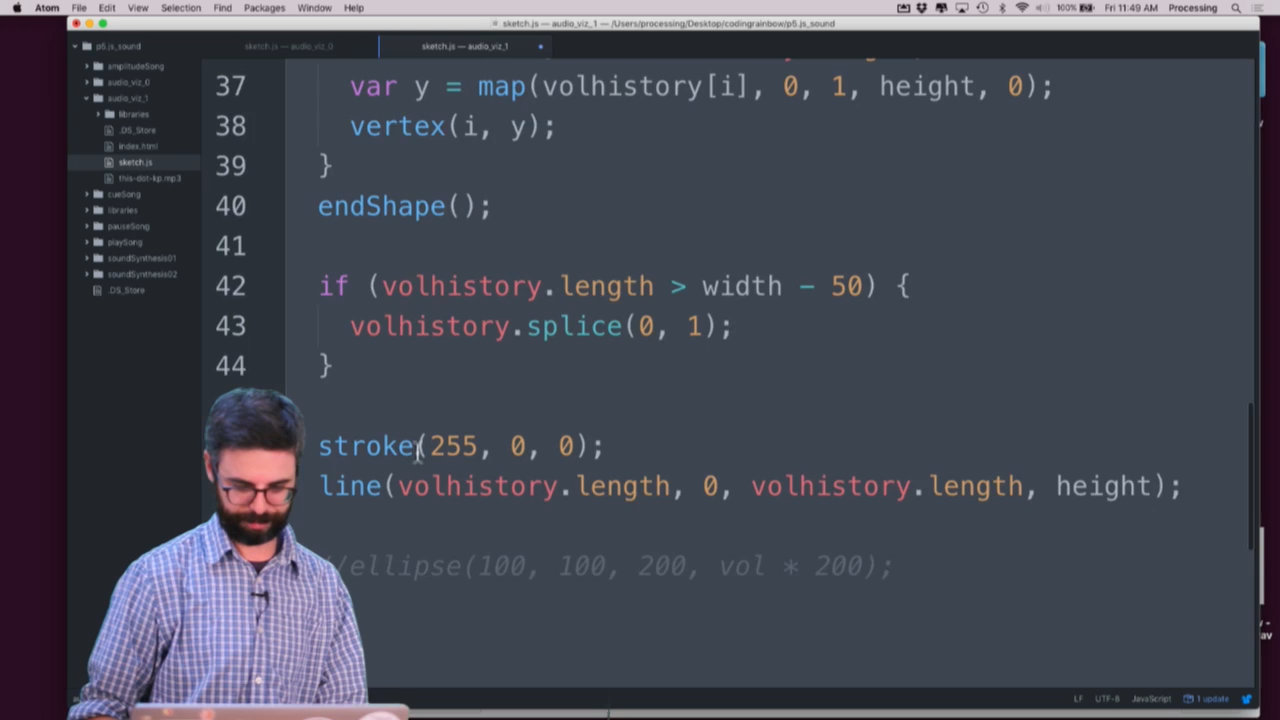 Atom File Edit View Selection Find Packages Window Help 100% Fri 11:49 AM Processing
sketch.js — audio_viz_1 — /Users/processing/Desktop/codingrainbow/p5.js_sound
p5.js_sound
sketch.js — audio_viz_0
sketch.js — audio_viz_1
amplitudeSong
audio_viz_0
audio_viz_1
libraries
.DS_Store
index.html
sketch.js
this-dot-kp.mp3
cueSong
libraries
pauseSong
playSong
soundSynthesis01
soundSynthesis02
.DS_Store
37 var y = map(volhistory[i], 0, 1, height, 0);
38 vertex(i, y);
39 }
40 endShape();
41
42 if (volhistory.length > width - 50) {
43 volhistory.splice(0, 1);
44 }
stroke(255, 0, 0);
line(volhistory.length, 0, volhistory.length, height);
//ellipse(100, 100, 200, vol * 200);
LF UTF-8 JavaScript 1 update